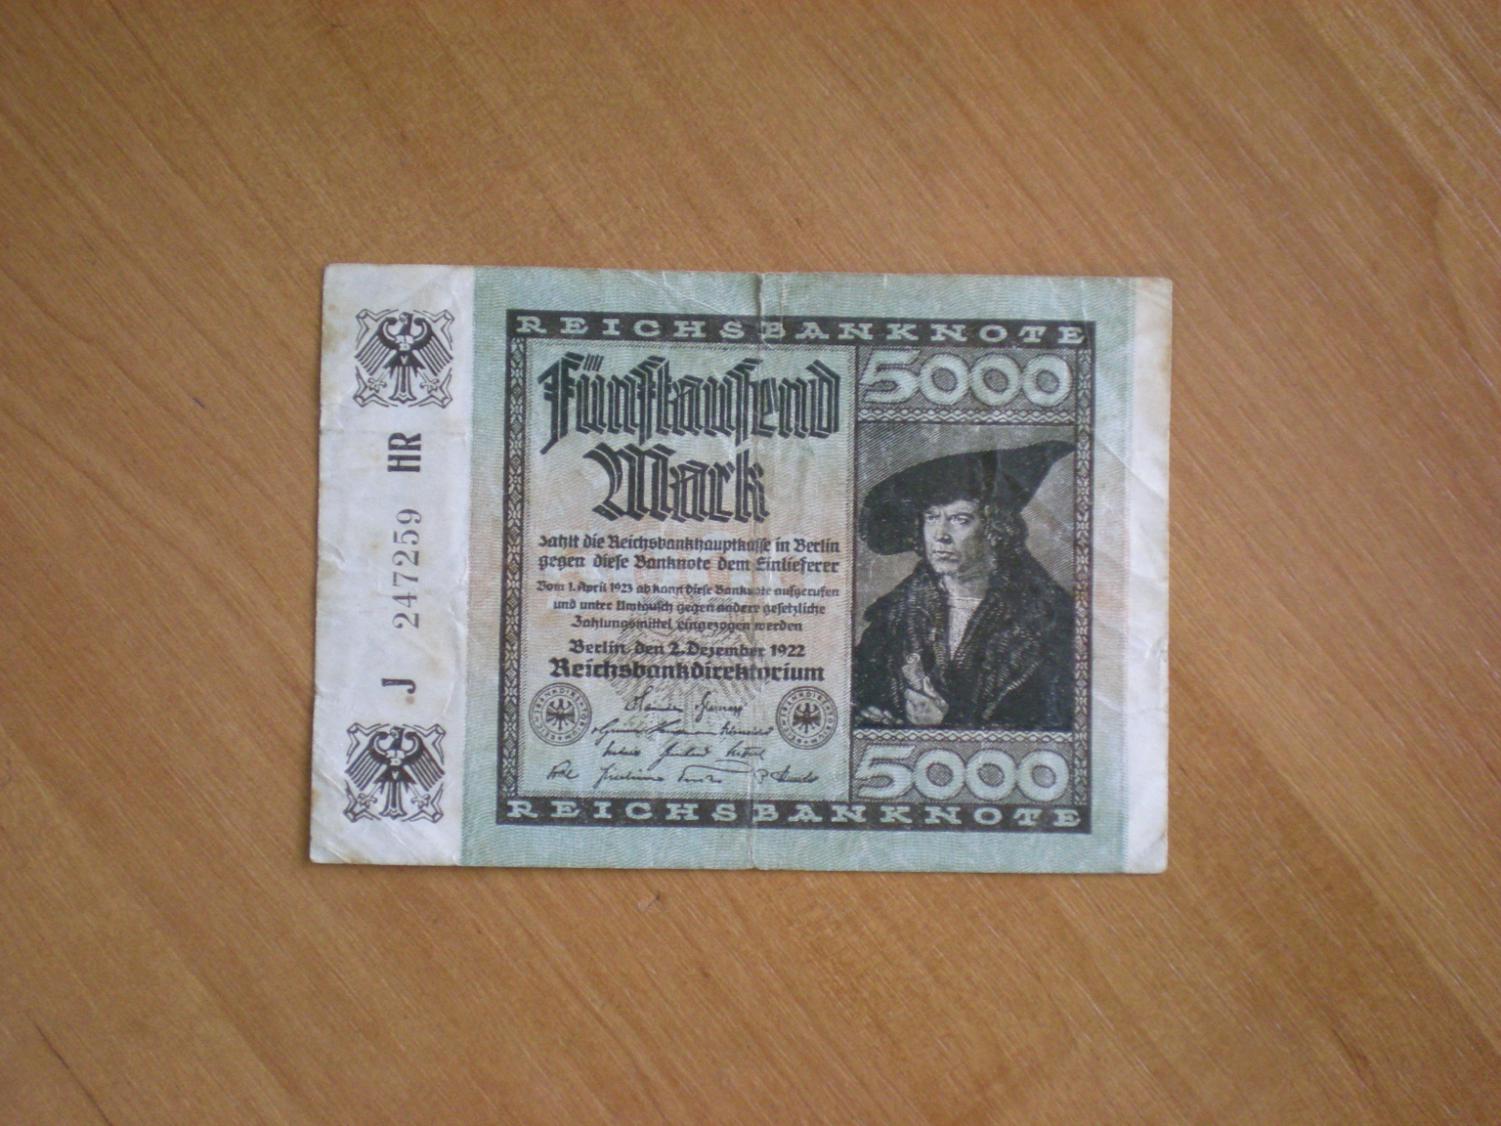 REICHSBANKNOTE
J 247259 HR
Fünftausend
Mark
5000
zahlt die Reichsbankhauptkasse in Berlin
gegen diese Banknote dem Einlieferer
Vom 1. April 1923 ab kann diese Banknote aufgerufen
und unter Umtausch gegen andere gesetzliche
Zahlungsmittel eingezogen werden
Berlin, den 2. Dezember 1922
Reichsbankdirektorium
5000
REICHSBANKNOTE